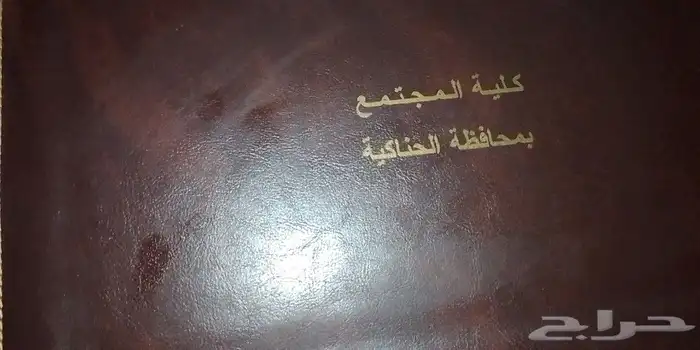 كلية المجتمع
بمحافظة الحناكية
حراج